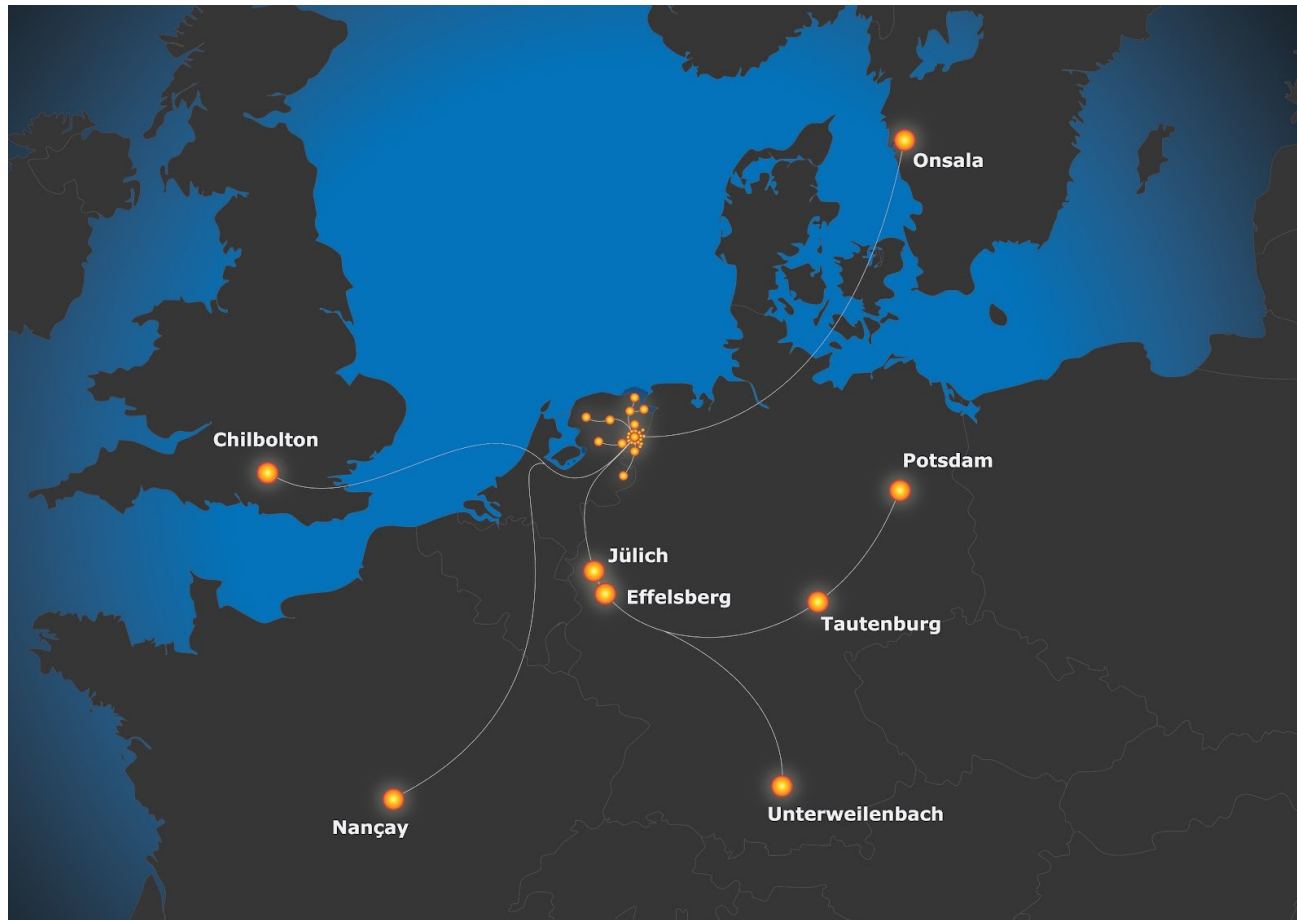 Onsala
Chilbolton
Potsdam
Jülich
Effelsberg
Tautenburg
Unterweilenbach
Nançay